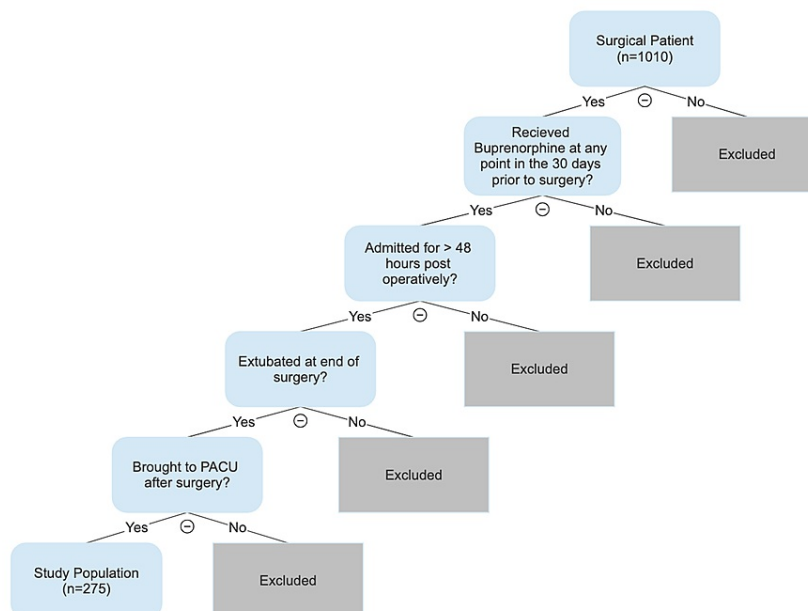 Surgical Patient
(n=1010)
Yes
No
Recieved
Buprenorphine at any
point in the 30 days
prior to surgery?
Excluded
Yes
No
Admitted for > 48
hours post
operatively?
Excluded
Yes
No
Extubated at end of
surgery?
Excluded
Yes
No
Brought to PACU
after surgery?
Excluded
Yes
No
Study Population
(n=275)
Excluded